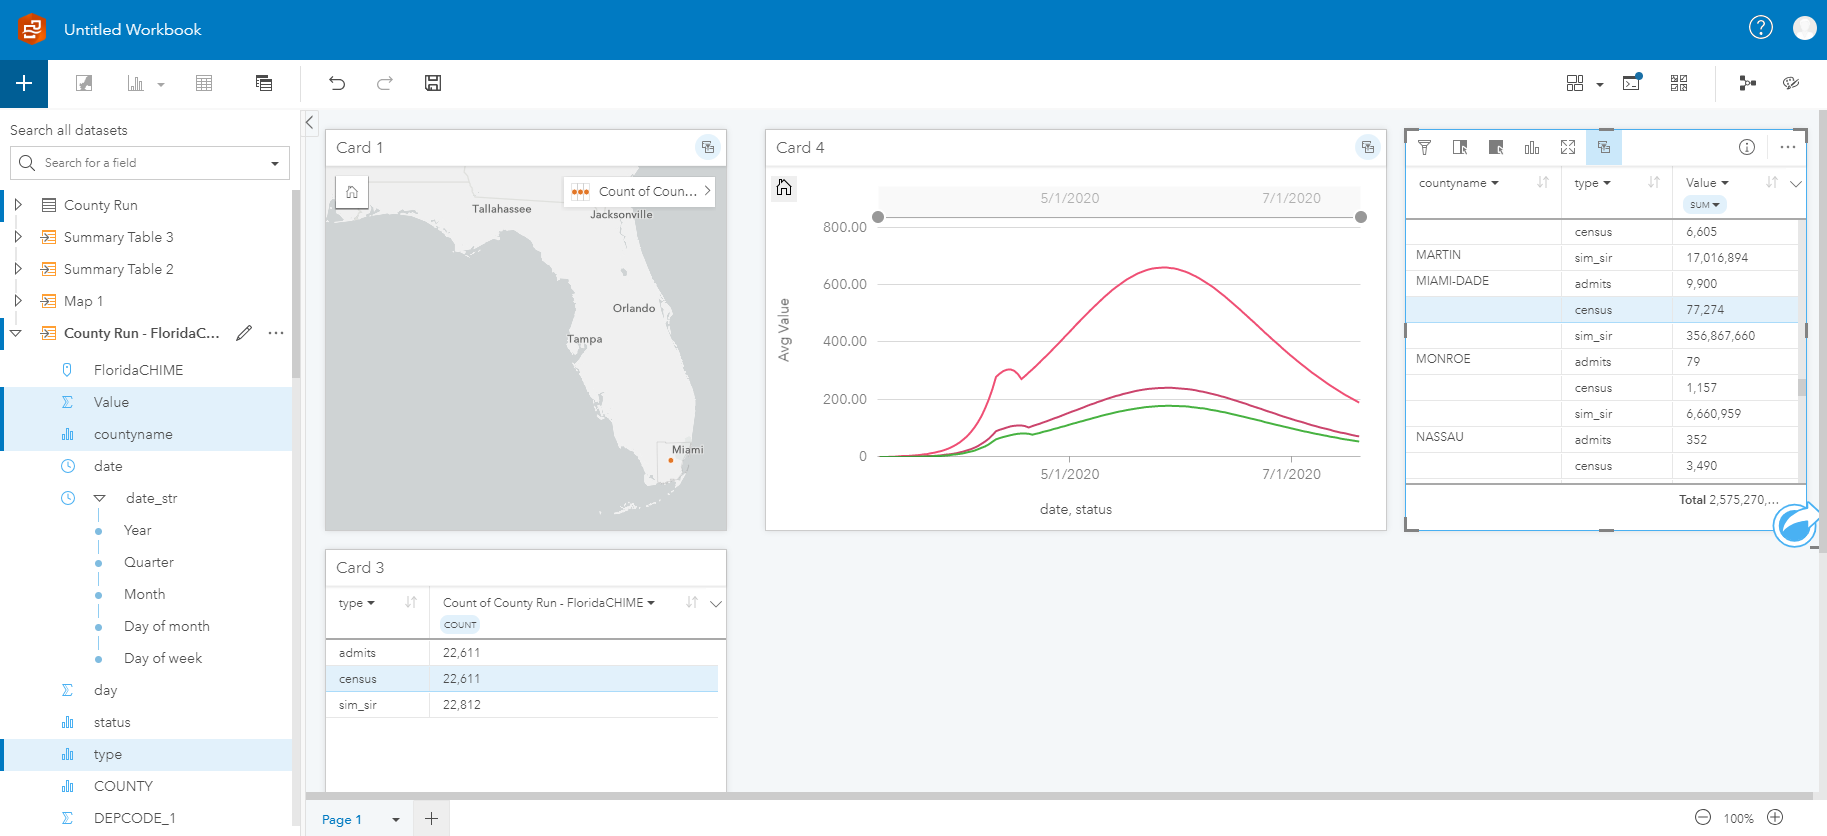 Untitled Workbook
?
Search all datasets
Search for a field
County Run
Summary Table 3
Summary Table 2
Map 1
County Run - FloridaC...
FloridaCHIME
Value
countyname
date
date_str
Year
Quarter
Month
Day of month
Day of week
day
status
type
COUNTY
DEPCODE_1
Card 1
Count of Coun...
Tallahassee
Jacksonville
Orlando
Tampa
Miami
Card 4
5/1/2020 7/1/2020
800.00
600.00
400.00
200.00
0
Avg Value
5/1/2020 7/1/2020
date, status
countyname type Value
SUM
census 6,605
MARTIN sim_sir 17,016,894
MIAMI-DADE admits 9,900
census 77,274
sim_sir 356,867,660
MONROE admits 79
census 1,157
sim_sir 6,660,959
NASSAU admits 352
census 3,490
Total 2,575,270,...
Card 3
type Count of County Run - FloridaCHIME
COUNT
admits 22,611
census 22,611
sim_sir 22,812
Page 1
100%